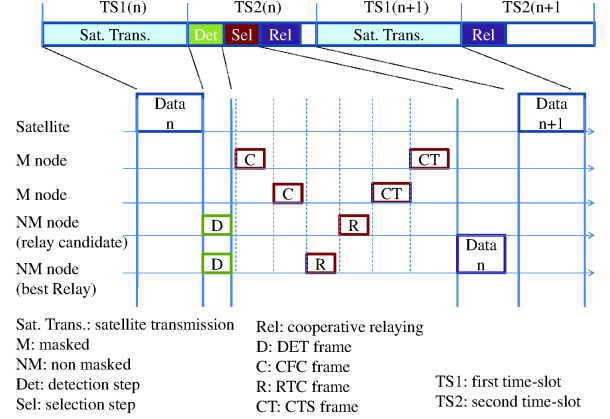 TS1(n) TS2(n) TS1(n+1) TS2(n+1
Sat. Trans. Det Sel Rel Sat. Trans. Rel
Data n
Data n+1
Satellite
M node C CT
M node C CT
NM node (relay candidate) D R
Data n
NM node (best Relay) D R
Sat. Trans.: satellite transmission
M: masked
NM: non masked
Det: detection step
Sel: selection step
Rel: cooperative relaying
D: DET frame
C: CFC frame
R: RTC frame
CT: CTS frame
TS1: first time-slot
TS2: second time-slot